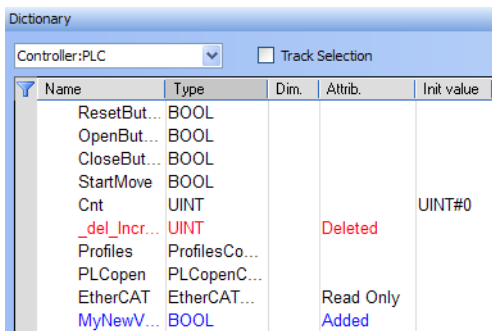 Dictionary
Controller:PLC Track Selection
Name Type Dim. Attrib. Init value
ResetBut... BOOL
OpenBut... BOOL
CloseBut... BOOL
StartMove BOOL
Cnt UINT UINT#0
_del_Incr... UINT Deleted
Profiles ProfilesCo...
PLCopen PLCopenC...
EtherCAT EtherCAT... Read Only
MyNewV... BOOL Added